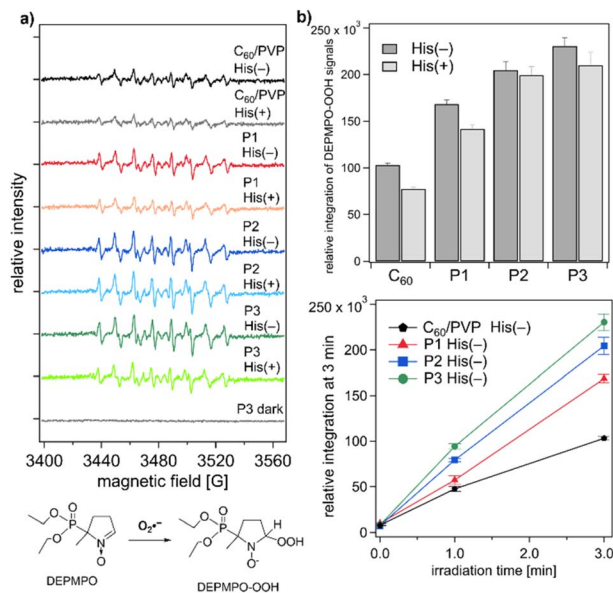 a)
C60/PVP
His(–)
C60/PVP
His(+)
P1
His(–)
P1
His(+)
P2
His(–)
P2
His(+)
P3
His(–)
P3
His(+)
P3 dark
relative intensity
3400 3440 3480 3520 3560
magnetic field [G]
O
O P
O
N
O
DEPMPO
O2•–
O
O P
O
N
O•
H
OOH
DEPMPO-OOH
b)
250 x 10³
200
150
100
50
0
relative integration of DEPMPO-OOH signals
His(–)
His(+)
C60 P1 P2 P3
250 x 10³
200
150
100
50
0
relative integration at 3 min
C60/PVP His(–)
P1 His(–)
P2 His(–)
P3 His(–)
0.0 1.0 2.0 3.0
irradiation time [min]